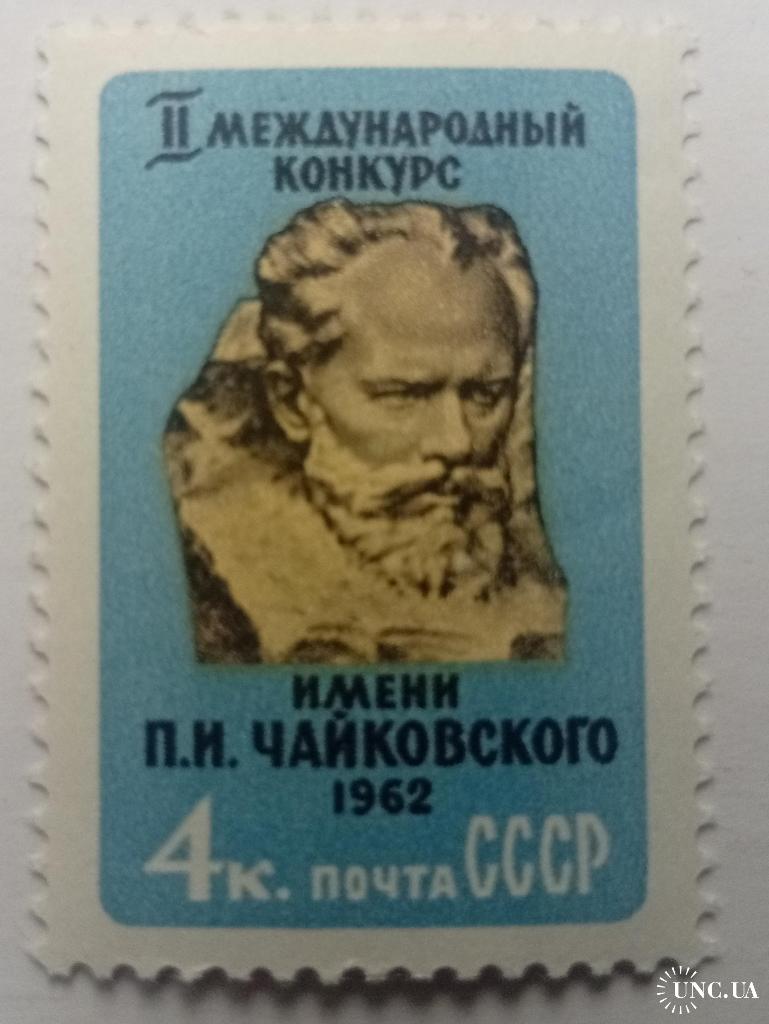 II МЕЖДУНАРОДНЫЙ
КОНКУРС
ИМЕНИ
П.И. ЧАЙКОВСКОГО
1962
4к. ПОЧТА СССР
UNC.UA